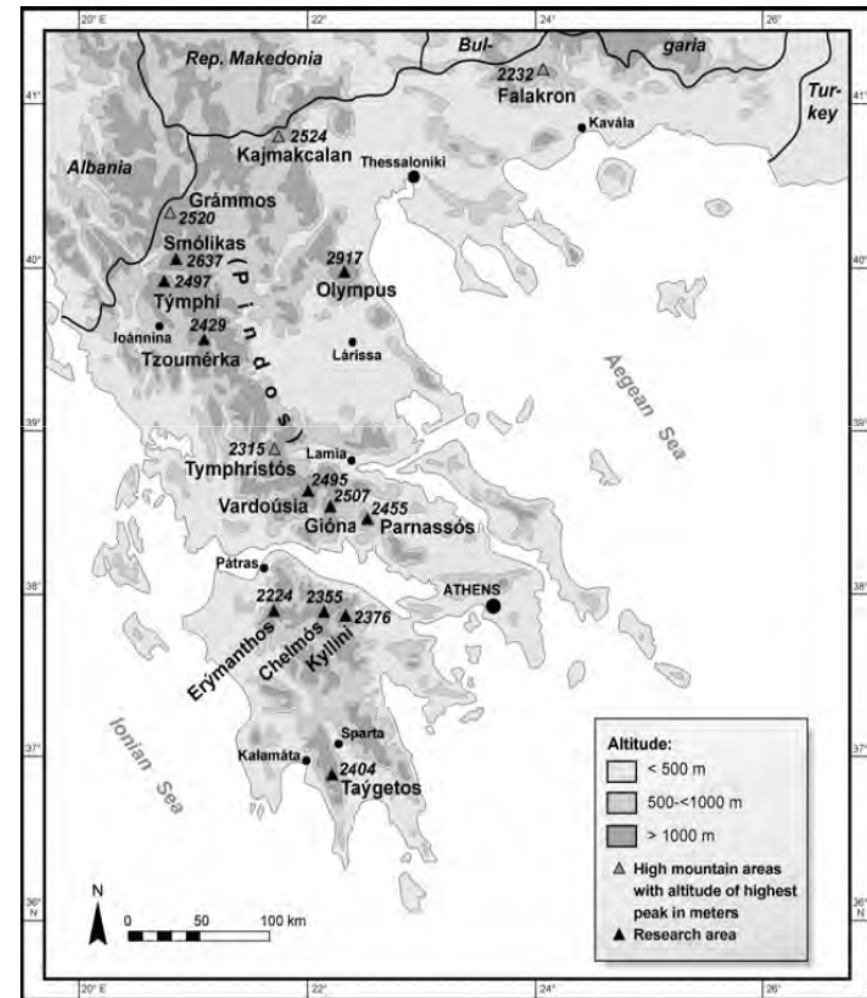 20° E
22°
24°
26°
Rep. Makedonia
Bul-
garia
Tur-
key
Albania
41°
41°
2232
Falakron
Kavála
2524
Kajmakcalan
Thessaloníki
Grámmos
2520
Smólikas
2637
40°
2497
Týmphi
2917
Olympus
40°
Ioánnina
2429
Tzoumérka
(Pindos)
Lárissa
Aegean Sea
39°
39°
2315
Tymphristós
Lamia
2495
Vardoúsia
2507
Gióna
2455
Parnassós
Pátras
38°
38°
ATHENS
2224
Erýmanthos
2355
Chelmós
2376
Kyllíni
Ionian Sea
37°
37°
Kalamáta
Sparta
2404
Taýgetos
Altitude:
< 500 m
500-<1000 m
> 1000 m
High mountain areas
with altitude of highest
peak in meters
Research area
N
0 50 100 km
36°
N
36°
N
20° E
22°
24°
26°